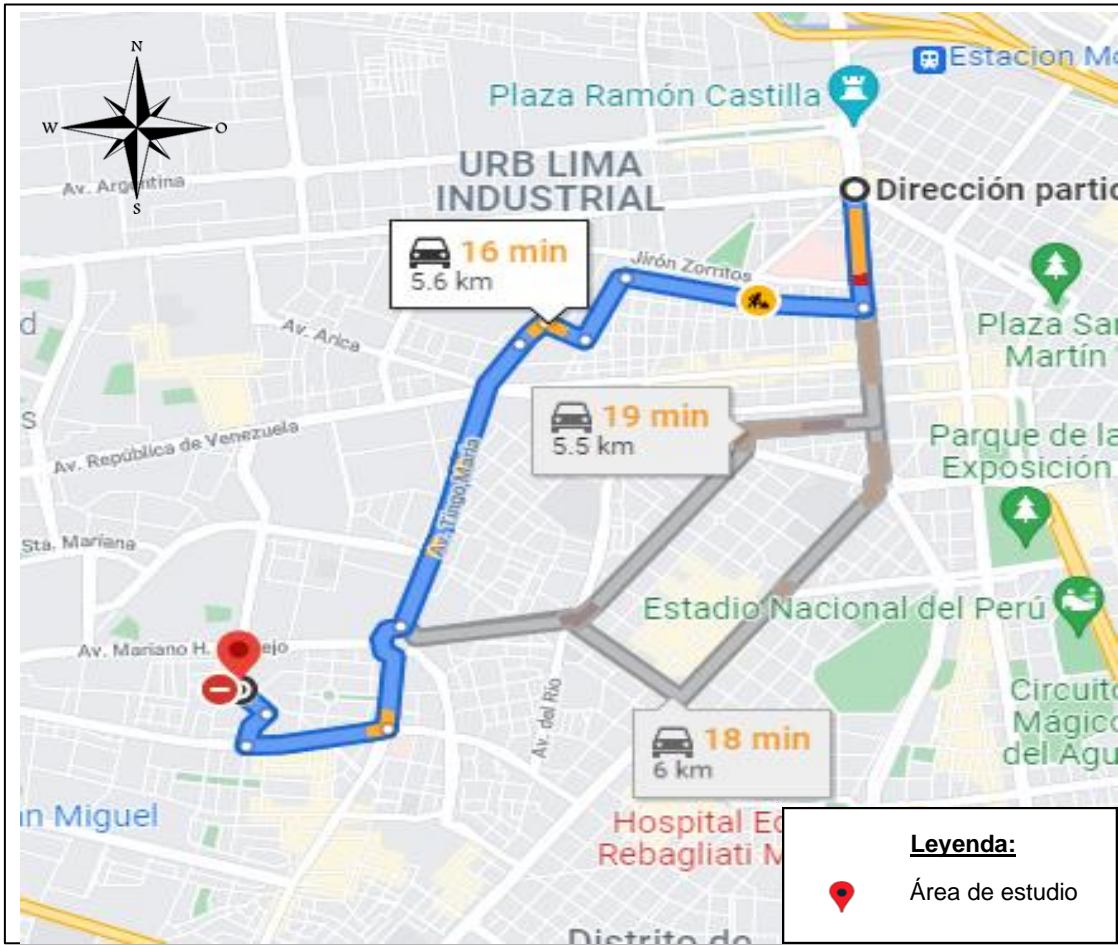 N
W
O
S
Estacion Mo
Plaza Ramón Castilla
URB LIMA
INDUSTRIAL
Av. Argentina
Dirección partic
16 min
5.6 km
Jirón Zorritos
Av. Arica
Plaza Sar
Martín
19 min
5.5 km
Av. República de Venezuela
Parque de la
Exposición
Av. Tingo María
Sta. Mariana
Estadio Nacional del Perú
Av. Mariano H. ejo
Av. del Río
Circuito
Mágico
del Agu
18 min
6 km
n Miguel
Hospital Ed
Rebagliati M
Leyenda:
Área de estudio
Distrito de